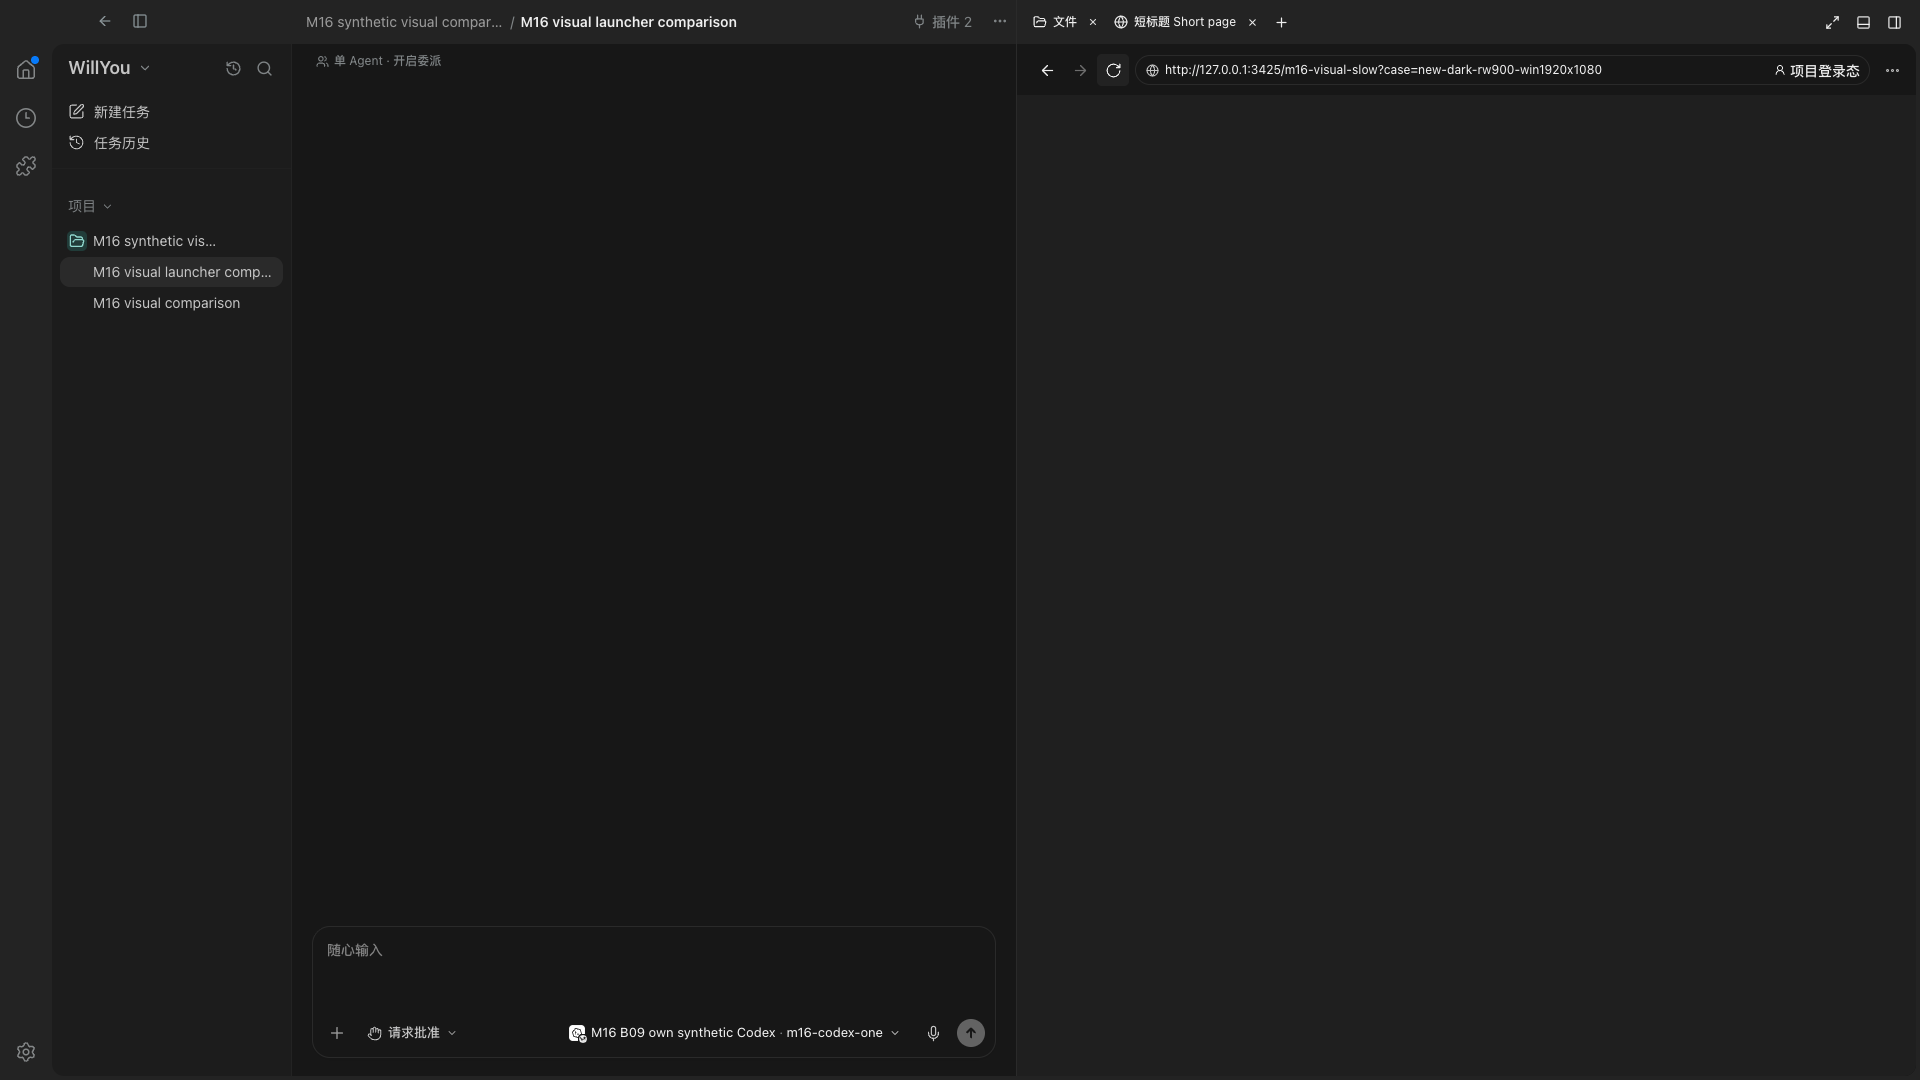 M16 synthetic visual compar... / M16 visual launcher comparison
插件 2
文件
短标题 Short page
WillYou
单 Agent · 开启委派
http://127.0.0.1:3425/m16-visual-slow?case=new-dark-rw900-win1920x1080
项目登录态
新建任务
任务历史
项目
M16 synthetic vis...
M16 visual launcher comp...
M16 visual comparison
随心输入
请求批准
M16 B09 own synthetic Codex · m16-codex-one